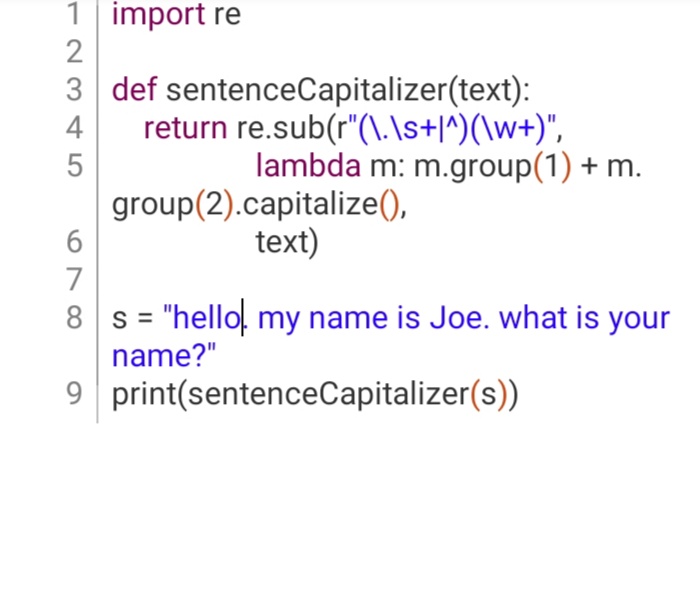 1 import re
2
3 def sentenceCapitalizer(text):
4 return re.sub(r"(\.\s+|^)(\w+)",
5 lambda m: m.group(1) + m.
group(2).capitalize(),
6 text)
7
8 s = "hello. my name is Joe. what is your
name?"
9 print(sentenceCapitalizer(s))